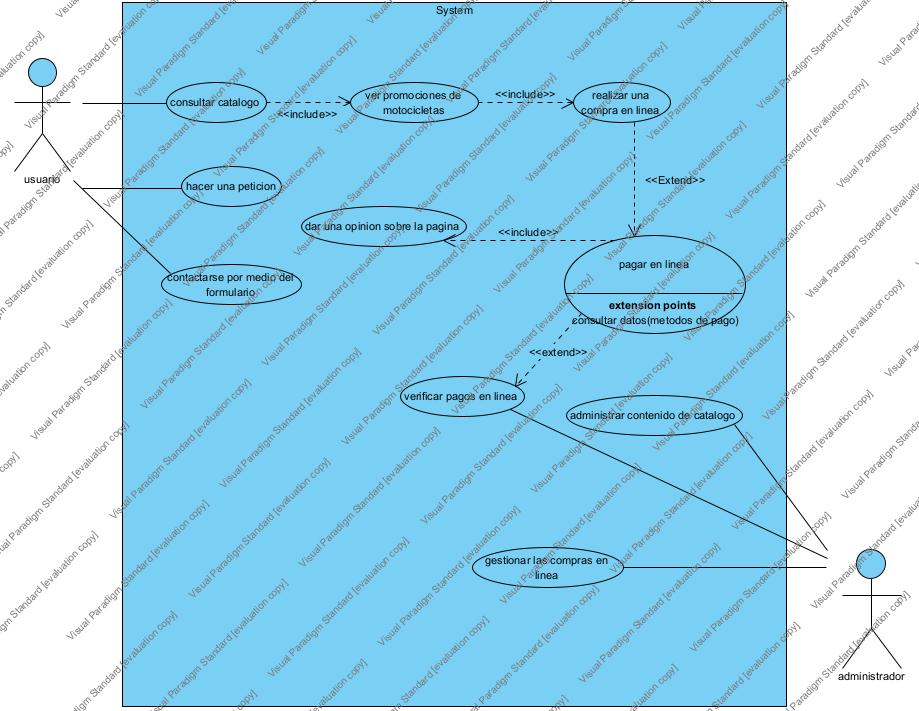 System
consultar catalogo
<<include>>
ver promociones de
motocicletas
<<include>>
realizar una
compra en linea
usuario
hacer una peticion
<<Extend>>
dar una opinion sobre la pagina
<<include>>
contactarse por medio del
formulario
pagar en linea
extension points
consultar datos(metodos de pago)
<<extend>>
verificar pagos en linea
administrar contenido de catalogo
gestionar las compras en
linea
administrador
Visual Paradigm Standard [evaluation copy]